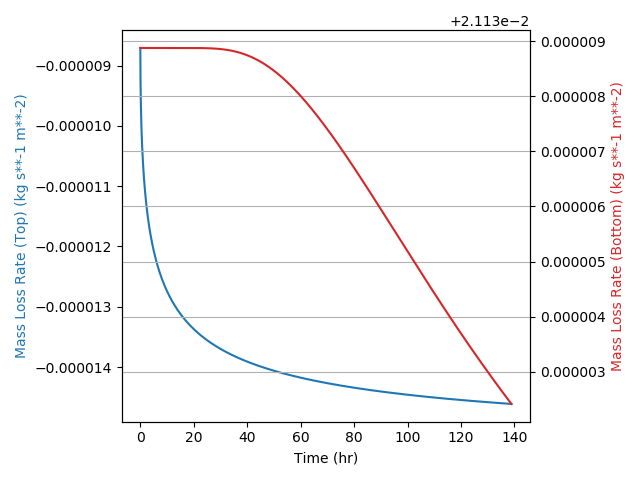 +2.113e−2
−0.000009
−0.000010
−0.000011
−0.000012
−0.000013
−0.000014
Mass Loss Rate (Top) (kg s**-1 m**-2)
0.000009
0.000008
0.000007
0.000006
0.000005
0.000004
0.000003
Mass Loss Rate (Bottom) (kg s**-1 m**-2)
0 20 40 60 80 100 120 140
Time (hr)